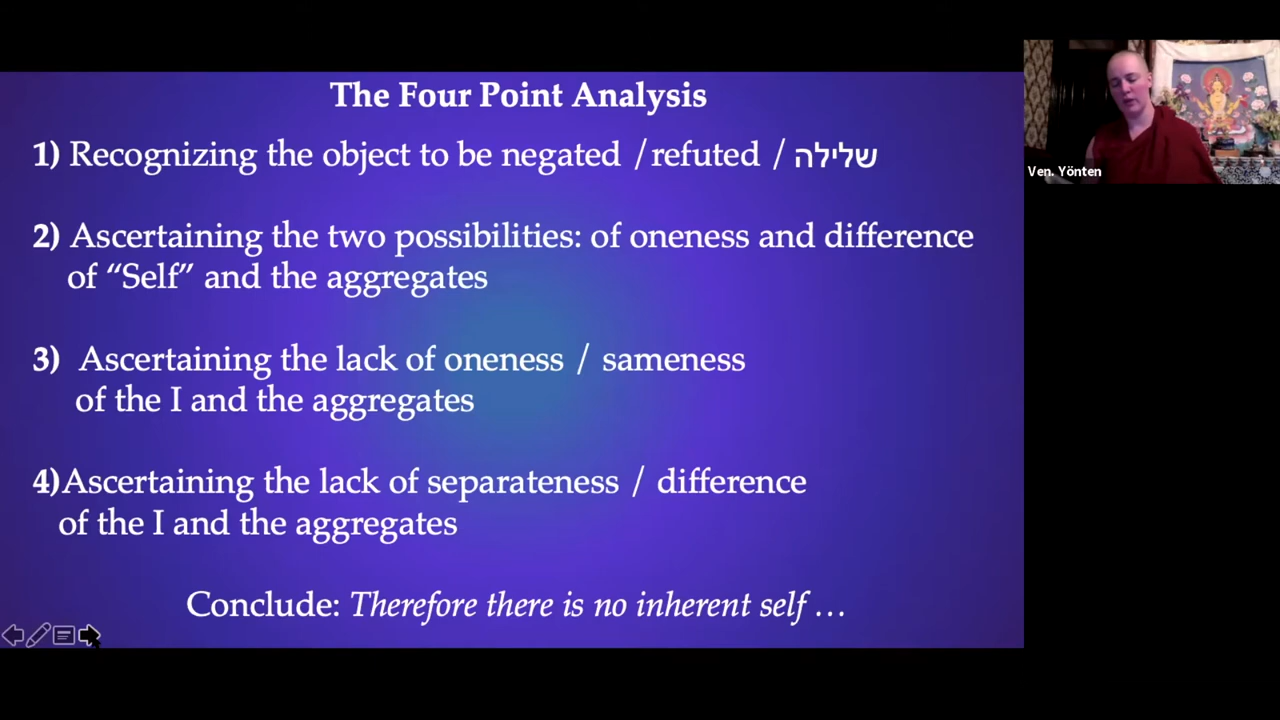 The Four Point Analysis
1) Recognizing the object to be negated /refuted / שלילה
2) Ascertaining the two possibilities: of oneness and difference
of “Self” and the aggregates
3) Ascertaining the lack of oneness / sameness
of the I and the aggregates
4)Ascertaining the lack of separateness / difference
of the I and the aggregates
Conclude: Therefore there is no inherent self ...
Ven. Yönten